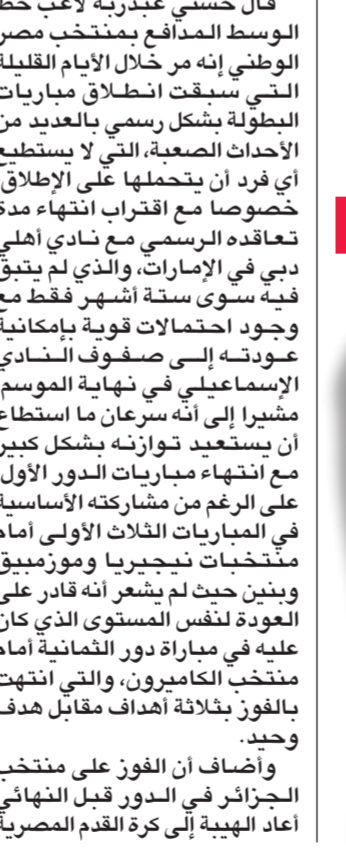 قال حسني عبدربه لاعب خط
الوسط المدافع بمنتخب مصر
الوطني إنه مر خلال الأيام القليلة
التي سبقت انطلاق مباريات
البطولة بشكل رسمي بالعديد من
الأحداث الصعبة، التي لا يستطيع
أي فرد أن يتحملها على الإطلاق
خصوصا مع اقتراب انتهاء مدة
تعاقده الرسمي مع نادي أهلي
دبي في الإمارات، والذي لم يتبق
فيه سوى ستة أشهر فقط مع
وجود احتمالات قوية بإمكانية
عودته إلى صفوف النادي
الإسماعيلي في نهاية الموسم
مشيرا إلى أنه سرعان ما استطاع
أن يستعيد توازنه بشكل كبير
مع انتهاء مباريات الدور الأول
على الرغم من مشاركته الأساسية
في المباريات الثلاث الأولى أمام
منتخبات نيجيريا وموزمبيق
وبنين حيث لم يشعر أنه قادر على
العودة لنفس المستوى الذي كان
عليه في مباراة دور الثمانية أمام
منتخب الكاميرون، والتي انتهت
بالفوز بثلاثة أهداف مقابل هدف
وحيد.
وأضاف أن الفوز على منتخب
الجزائر في الدور قبل النهائي
أعاد الهيبة إلى كرة القدم المصرية